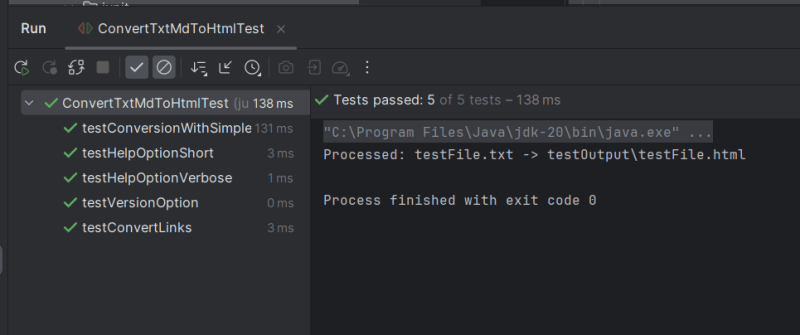 junit
Run
ConvertTxtMdToHtmlTest
ConvertTxtMdToHtmlTest (ju 138 ms
testConversionWithSimple 131 ms
testHelpOptionShort 3 ms
testHelpOptionVerbose 1 ms
testVersionOption 0 ms
testConvertLinks 3 ms
Tests passed: 5 of 5 tests – 138 ms
"C:\Program Files\Java\jdk-20\bin\java.exe" ...
Processed: testFile.txt -> testOutput\testFile.html
Process finished with exit code 0